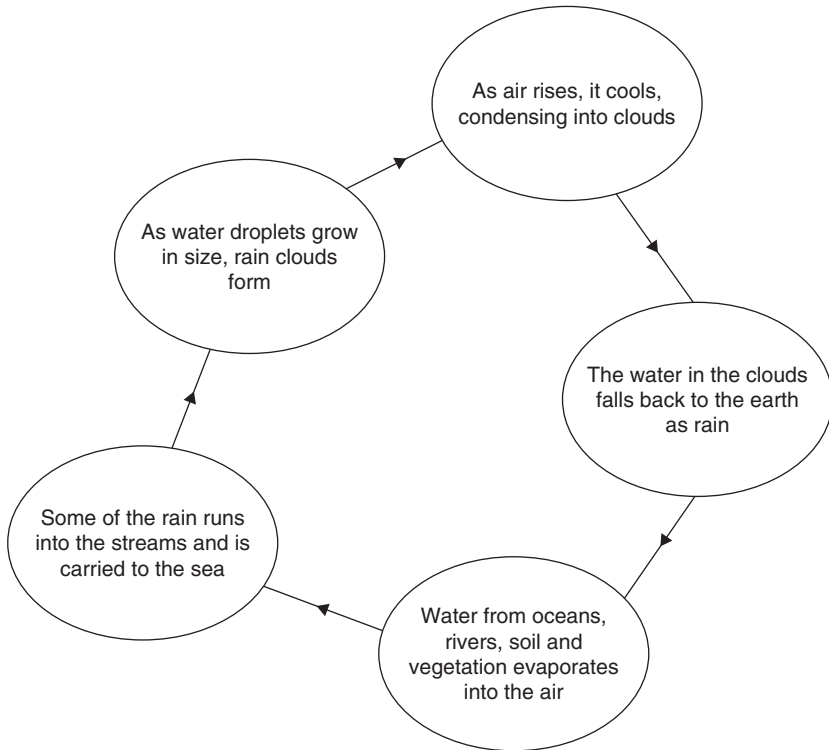 As air rises, it cools,
condensing into clouds
The water in the clouds
falls back to the earth
as rain
Water from oceans,
rivers, soil and
vegetation evaporates
into the air
Some of the rain runs
into the streams and is
carried to the sea
As water droplets grow
in size, rain clouds
form